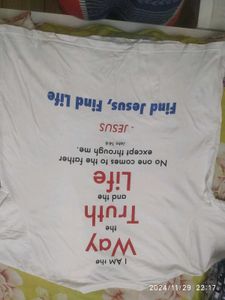 I AM the
Way
the
Truth
and the
Life
No one comes to the father
except through me.
John 14:6
- JESUS
Find Jesus, Find Life
2024/11/29 22:17